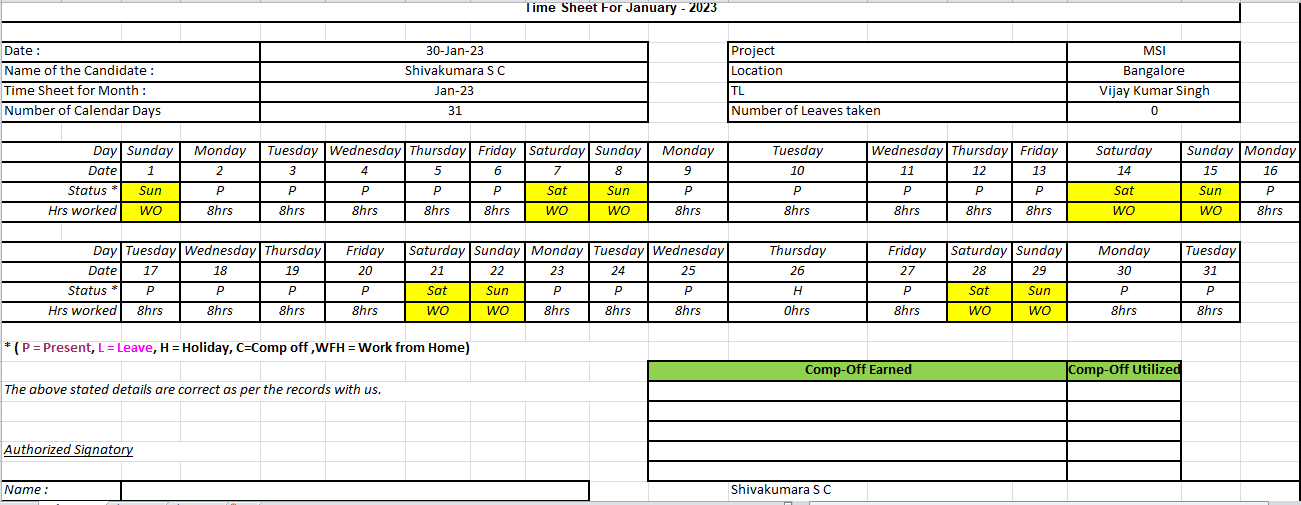 Time Sheet For January - 2023
Date : 30-Jan-23 Project MSI
Name of the Candidate : Shivakumara S C Location Bangalore
Time Sheet for Month : Jan-23 TL Vijay Kumar Singh
Number of Calendar Days 31 Number of Leaves taken 0
Day Sunday Monday Tuesday Wednesday Thursday Friday Saturday Sunday Monday Tuesday Wednesday Thursday Friday Saturday Sunday Monday
Date 1 2 3 4 5 6 7 8 9 10 11 12 13 14 15 16
Status * Sun P P P P P Sat Sun P P P P P Sat Sun P
Hrs worked WO 8hrs 8hrs 8hrs 8hrs 8hrs WO WO 8hrs 8hrs 8hrs 8hrs 8hrs WO WO 8hrs
Day Tuesday Wednesday Thursday Friday Saturday Sunday Monday Tuesday Wednesday Thursday Friday Saturday Sunday Monday Tuesday
Date 17 18 19 20 21 22 23 24 25 26 27 28 29 30 31
Status * P P P P Sat Sun P P P H P Sat Sun P P
Hrs worked 8hrs 8hrs 8hrs 8hrs WO WO 8hrs 8hrs 8hrs 0hrs 8hrs WO WO 8hrs 8hrs
* ( P = Present, L = Leave, H = Holiday, C=Comp off ,WFH = Work from Home)
Comp-Off Earned Comp-Off Utilized
The above stated details are correct as per the records with us.
Authorized Signatory
Name : Shivakumara S C